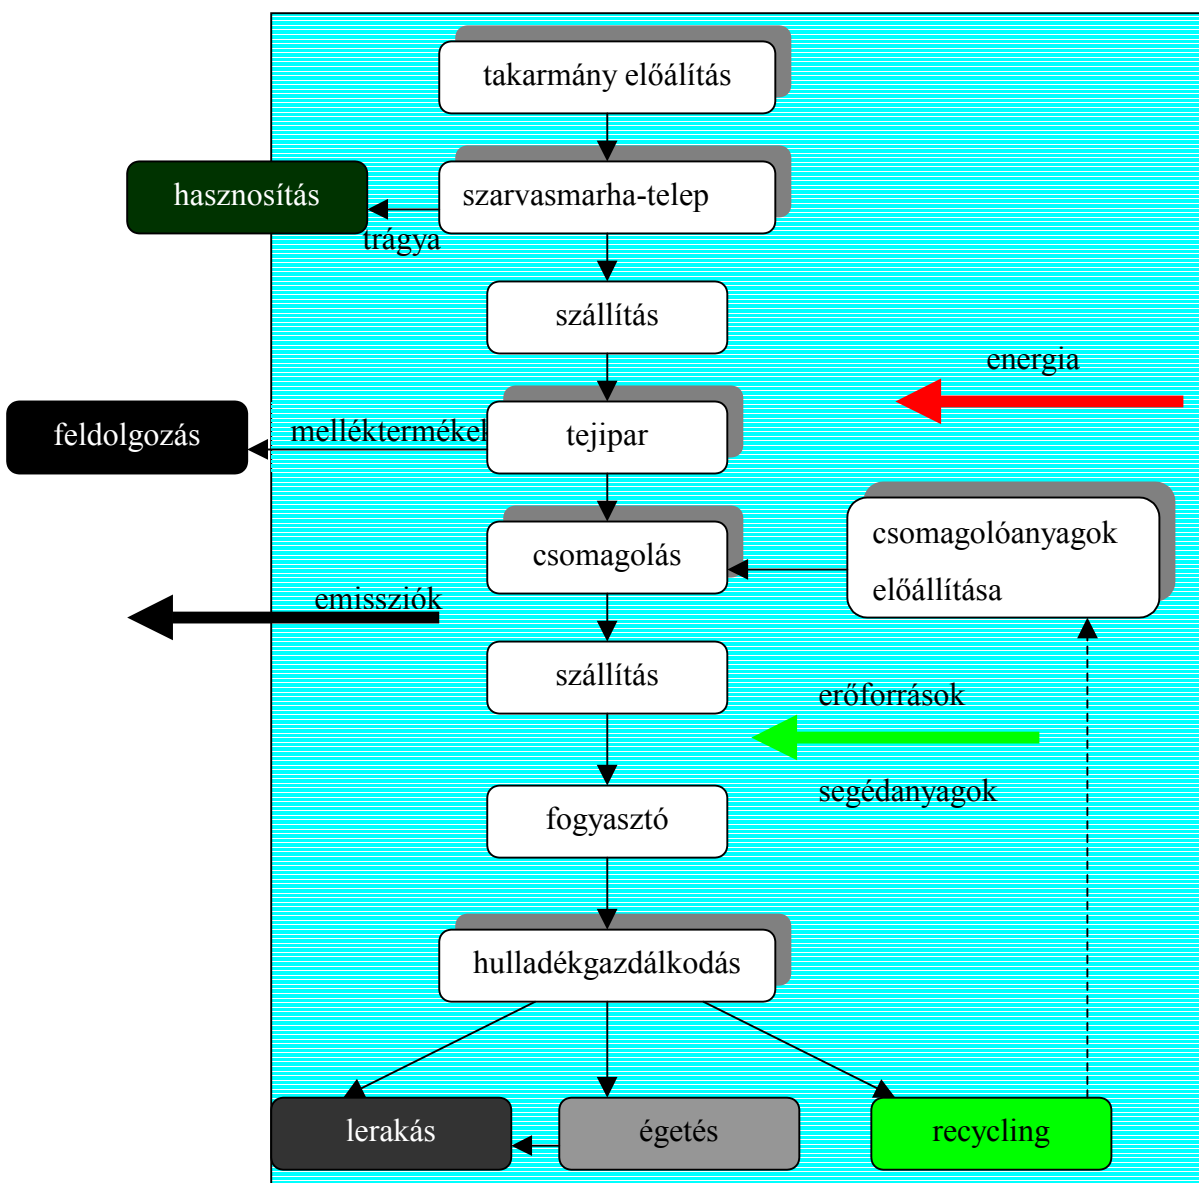 takarmány előálítás
hasznosítás
szarvasmarha-telep
trágya
szállítás
energia
feldolgozás
melléktermékek
tejipar
csomagolóanyagok
előállítása
csomagolás
emissziók
szállítás
erőforrások
segédanyagok
fogyasztó
hulladékgazdálkodás
lerakás
égetés
recycling